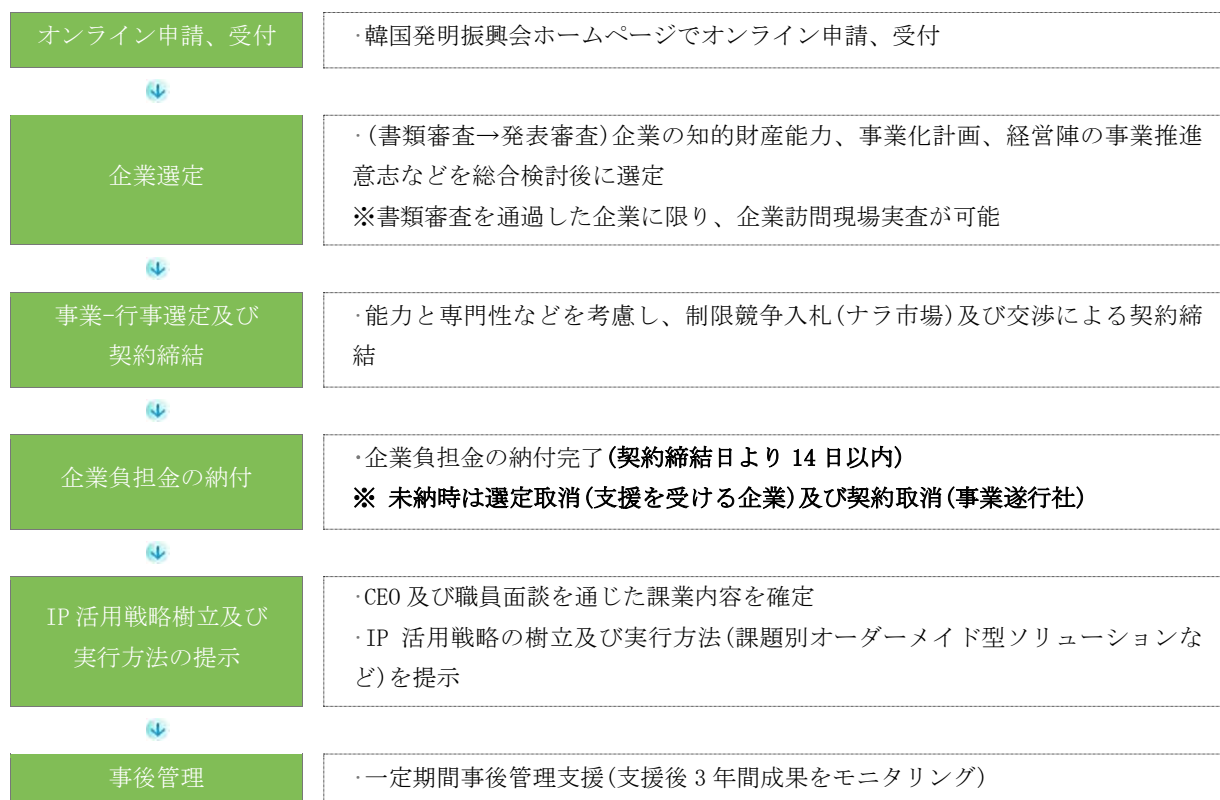 オンライン申請、受付
·韓国発明振興会ホームページでオンライン申請、受付
企業選定
·(書類審査→発表審査)企業の知的財産能力、事業化計画、経営陣の事業推進
意志などを総合検討後に選定
※書類審査を通過した企業に限り、企業訪問現場実査が可能
事業-行事選定及び
契約締結
·能力と専門性などを考慮し、制限競争入札(ナラ市場)及び交渉による契約締
結
企業負担金の納付
·企業負担金の納付完了(契約締結日より 14 日以内)
※ 未納時は選定取消(支援を受ける企業)及び契約取消(事業遂行社)
IP 活用戦略樹立及び
実行方法の提示
·CEO 及び職員面談を通じた課業内容を確定
·IP 活用戦略の樹立及び実行方法(課題別オーダーメイド型ソリューションな
ど)を提示
事後管理
·一定期間事後管理支援(支援後 3 年間成果をモニタリング)